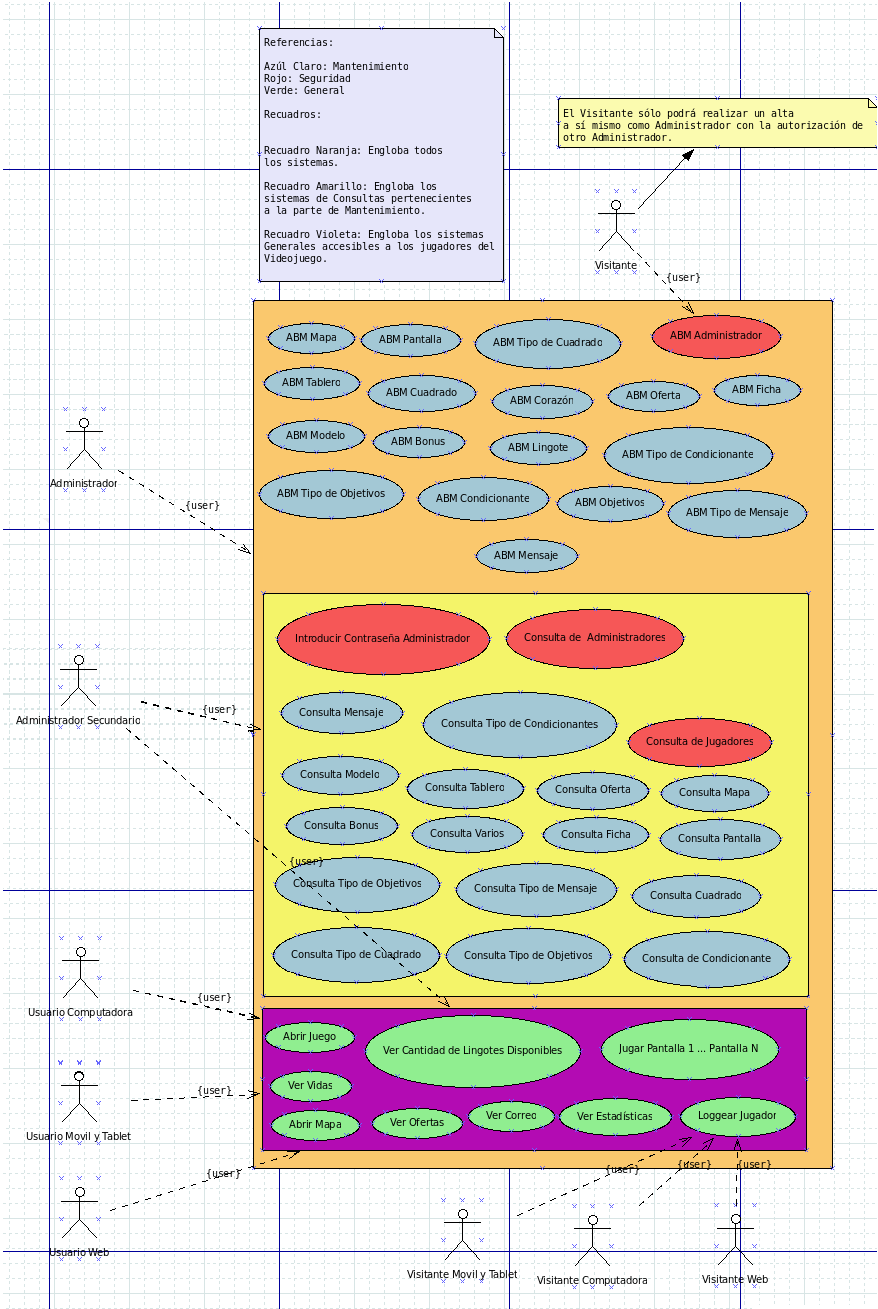 Referencias:
Azúl Claro: Mantenimiento
Rojo: Seguridad
Verde: General
Recuadros:
Recuadro Naranja: Engloba todos
los sistemas.
Recuadro Amarillo: Engloba los
sistemas de Consultas pertenecientes
a la parte de Mantenimiento.
Recuadro Violeta: Engloba los sistemas
Generales accesibles a los jugadores del
Videojuego.
El Visitante sólo podrá realizar un alta
a sí mismo como Administrador con la autorización de
otro Administrador.
Visitante
{user}
ABM Mapa
ABM Pantalla
ABM Tipo de Cuadrado
ABM Administrador
ABM Tablero
ABM Cuadrado
ABM Corazón
ABM Oferta
ABM Ficha
ABM Modelo
ABM Bonus
ABM Lingote
ABM Tipo de Condicionante
ABM Tipo de Objetivos
ABM Condicionante
ABM Objetivos
ABM Tipo de Mensaje
ABM Mensaje
Administrador
{user}
Introducir Contraseña Administrador
Consulta de  Administradores
Consulta Mensaje
Consulta Tipo de Condicionantes
Consulta de Jugadores
Administrador Secundario
{user}
Consulta Modelo
Consulta Tablero
Consulta Oferta
Consulta Mapa
Consulta Bonus
Consulta Varios
Consulta Ficha
Consulta Pantalla
{user}
Consulta Tipo de Objetivos
Consulta Tipo de Mensaje
Consulta Cuadrado
Consulta Tipo de Cuadrado
Consulta Tipo de Objetivos
Consulta de Condicionante
Usuario Computadora
{user}
Abrir Juego
Ver Cantidad de Lingotes Disponibles
Jugar Pantalla 1 ... Pantalla N
Ver Vidas
{user}
Usuario Movil y Tablet
Abrir Mapa
Ver Ofertas
Ver Correo
Ver Estadísticas
Loggear Jugador
{user}
Usuario Web
{user}
{user}
{user}
Visitante Movil y Tablet
Visitante Computadora
Visitante Web